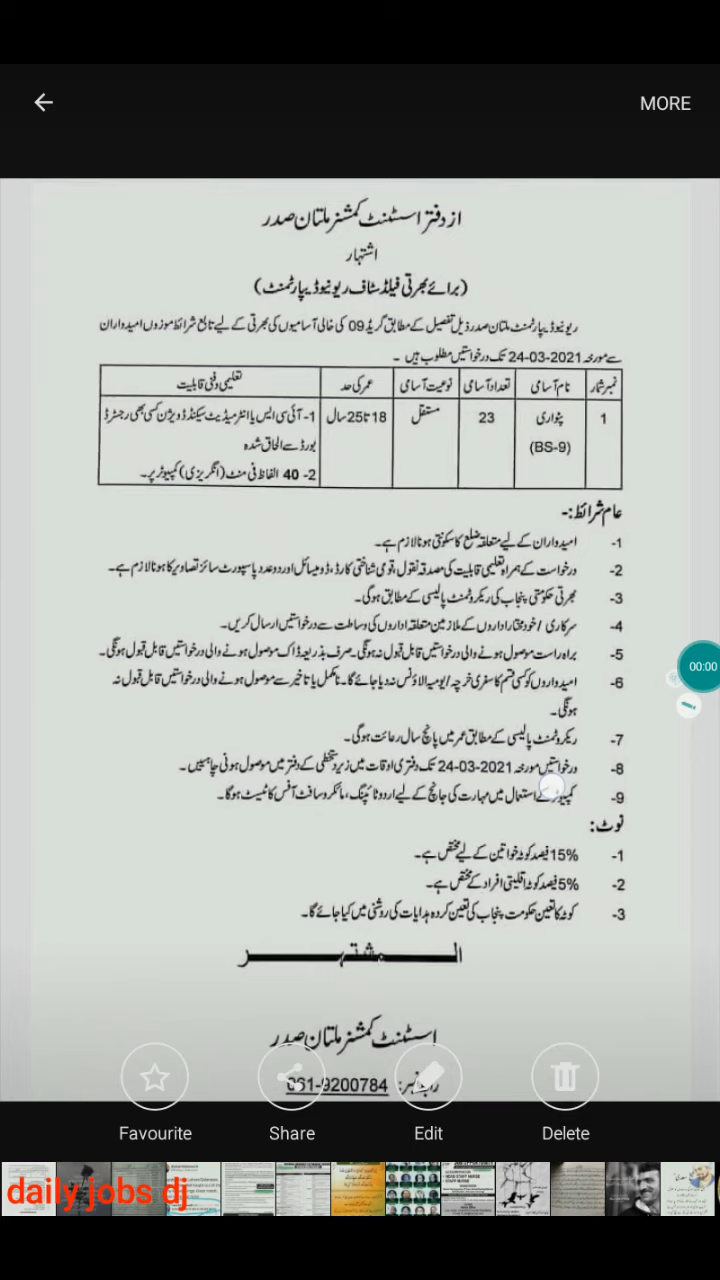 MORE
از دفتر اسسٹنٹ کمشنر ملتان صدر
اشتہار
(برائے بھرتی فیلڈ سٹاف ریونیو ڈیپارٹمنٹ)
ریونیو ڈیپارٹمنٹ ملتان صدر ذیل تفصیل کے مطابق گریڈ 09 کی خالی آسامیوں کی بھرتی کے لیے تابع شرائط موزوں امیدواران
سے مورخہ 24-03-2021 تک درخواستیں مطلوب ہیں ۔
نمبر شمار نام آسامی تعداد آسامی نوعیت آسامی عمر کی حد تعلیمی و فنی قابلیت
1 پٹواری 23 مستقل 18 تا 25 سال 1- آئی سی ایس یا انٹرمیڈیٹ سیکنڈ ڈویژن کسی بھی رجسٹرڈ
(BS-9) بورڈ سے الحاق شدہ
2- 40 الفاظ فی منٹ (انگریزی) کمپیوٹر پر۔
عام شرائط:-
1- امیدواران کے لیے متعلقہ ضلع کا سکونتی ہونا لازم ہے۔
2- درخواست کے ہمراہ تعلیمی قابلیت کی مصدقہ نقول، قومی شناختی کارڈ، ڈومیسائل اور دو عدد پاسپورٹ سائز تصاویر کا ہونا لازم ہے۔
3- بھرتی حکومتی پنجاب کی ریکروٹمنٹ پالیسی کے مطابق ہوگی۔
4- سرکاری / خود مختار اداروں کے ملازمین متعلقہ اداروں کی وساطت سے درخواستیں ارسال کریں۔
5- براہ راست موصول ہونے والی درخواستیں قابل قبول نہ ہونگی۔ صرف بذریعہ ڈاک موصول ہونے والی درخواستیں قابل قبول ہونگی۔
6- امیدواروں کو کسی قسم کا سفری خرچہ / یومیہ الاؤنس نہ دیا جائے گا۔ نامکمل یا تاخیر سے موصول ہونے والی درخواستیں قابل قبول نہ
ہونگی۔
7- ریکروٹمنٹ پالیسی کے مطابق عمر میں پانچ سال رعائت ہوگی۔
8- درخواستیں مورخہ 24-03-2021 تک دفتری اوقات میں زیر دستخطی کے دفتر میں موصول ہونی چاہییں۔
9- کمپیوٹر کے استعمال میں مہارت کی جانچ کے لیے اردو ٹائپنگ، مائکرو سافٹ آفس کا ٹیسٹ ہوگا۔
نوٹ:
1- 15% فیصد کوٹہ خواتین کے لیے مختص ہے۔
2- 5% فیصد کوٹہ اقلیتی افراد کے مختص ہے۔
3- کوٹہ کا تعین حکومت پنجاب کی تعین کردہ ہدایات کی روشنی میں کیا جائے گا۔
المشتہر
اسسٹنٹ کمشنر ملتان صدر
رابطہ نمبر: 061-9200784
00:00
Favourite Share Edit Delete
daily jobs dj